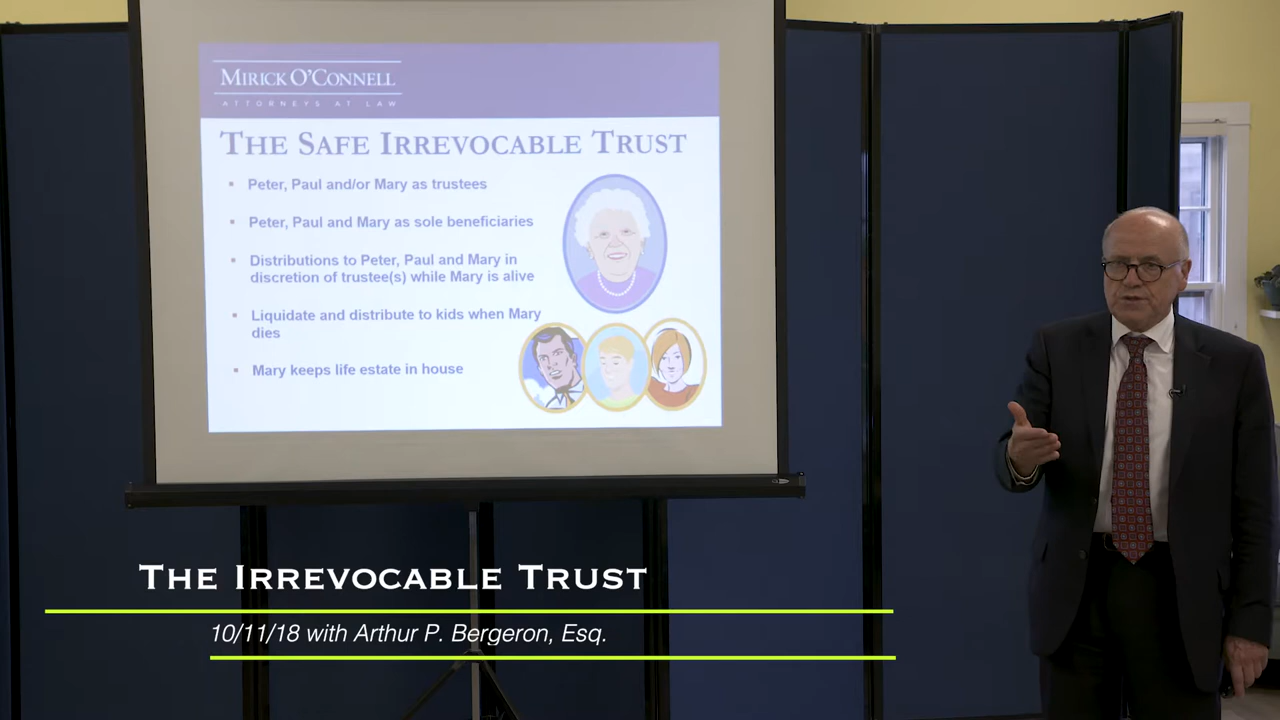 MIRICK O'CONNELL
ATTORNEYS AT LAW
THE SAFE IRREVOCABLE TRUST
▪ Peter, Paul and/or Mary as trustees
▪ Peter, Paul and Mary as sole beneficiaries
▪ Distributions to Peter, Paul and Mary in
discretion of trustee(s) while Mary is alive
▪ Liquidate and distribute to kids when Mary
dies
▪ Mary keeps life estate in house
THE IRREVOCABLE TRUST
10/11/18 with Arthur P. Bergeron, Esq.